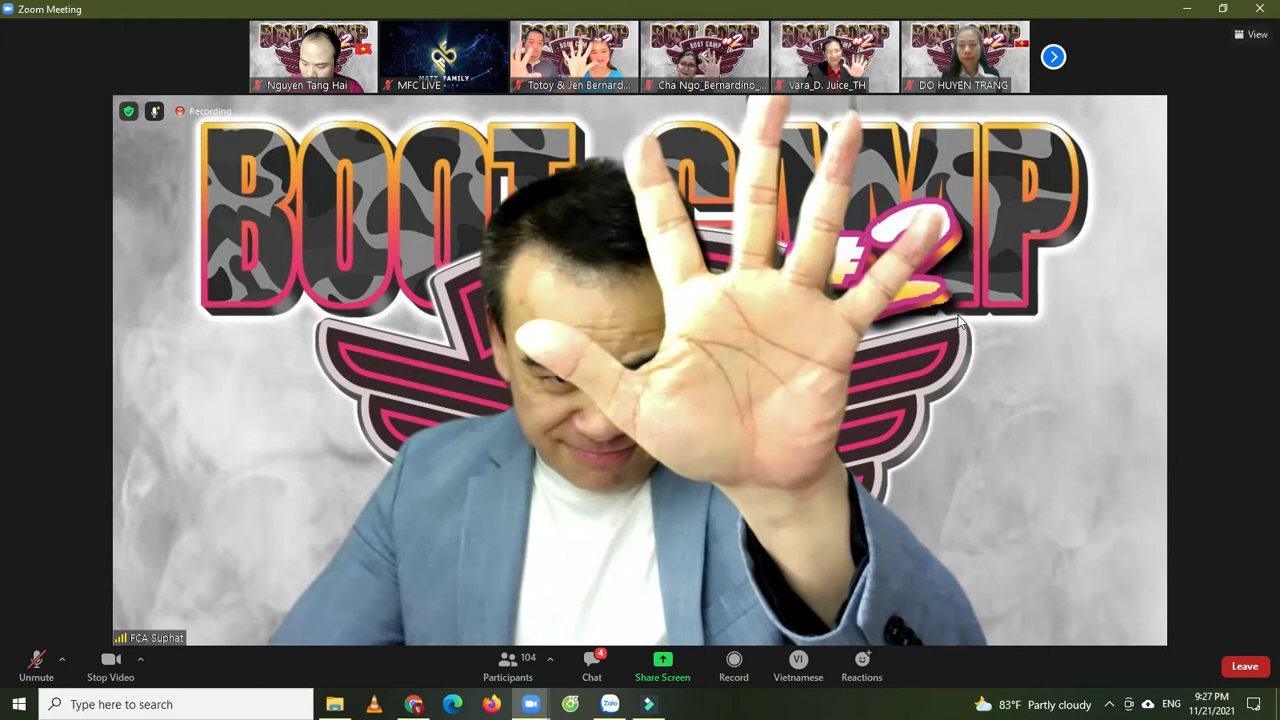 Zoom Meeting
View
Nguyen Tang Hai
MFC LiVE
Totoy & Jen Bernard...
Cha Ngo_Bernardino_...
Vara_D. Juice_TH
DO HUYEN TRANG
Recording
BOOT CAMP
#2
FCA Suphat
Unmute
Stop Video
104
Participants
4
Chat
Share Screen
Record
VI
Vietnamese
Reactions
Leave
Type here to search
Zalo
83°F Partly cloudy
ENG
9:27 PM
11/21/2021